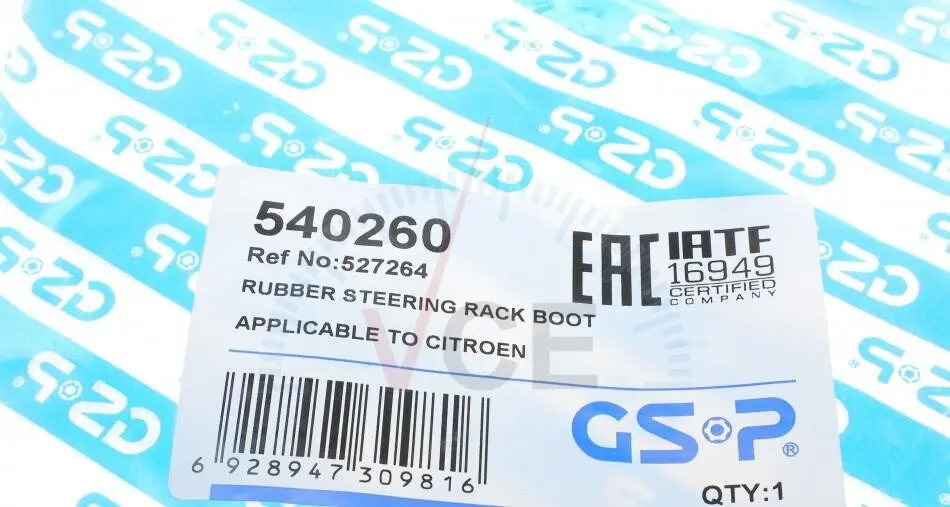 540260
Ref No:527264
RUBBER STEERING RACK BOOT
APPLICABLE TO CITROEN
EAC
IATF
16949
CERTIFIED
COMPANY
VCE
GSP®
6 928947 309816
QTY:1